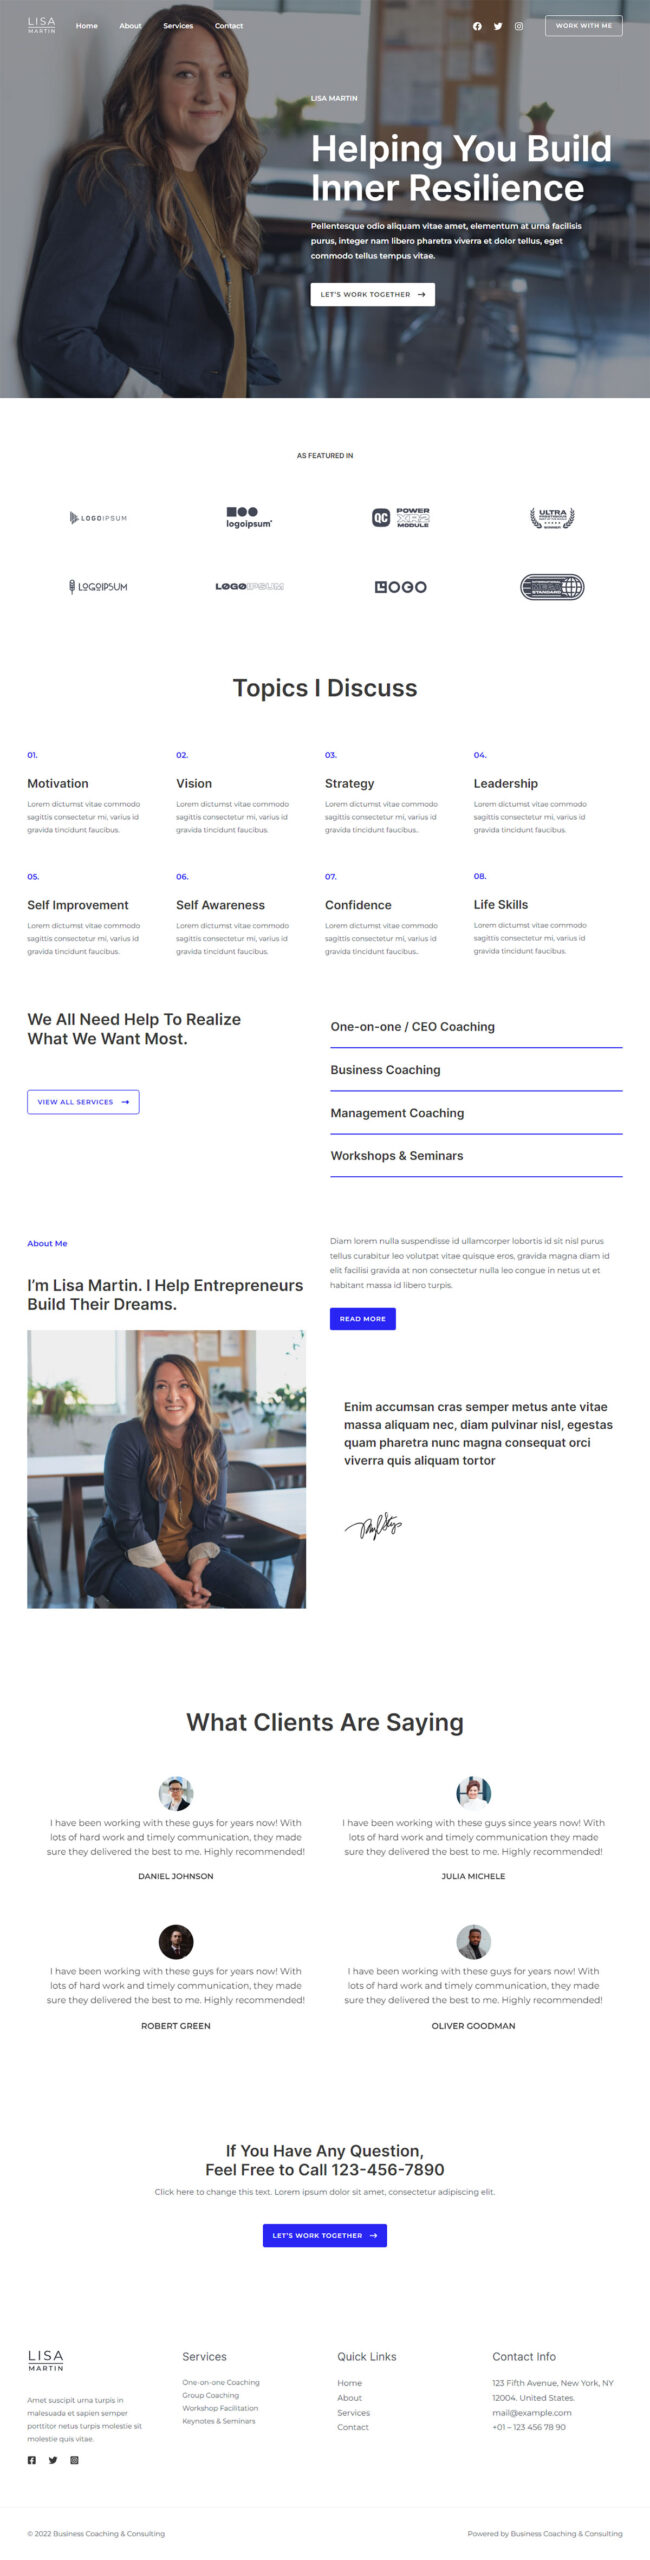 LISA
MARTIN
Home
About
Services
Contact
WORK WITH ME
LISA MARTIN
Helping You Build
Inner Resilience
Pellentesque odio aliquam vitae amet, elementum at urna facilisis
purus, integer nam libero pharetra viverra et dolor tellus, eget
commodo tellus tempus vitae.
LET'S WORK TOGETHER
AS FEATURED IN
LOGOIPSUM
logoipsum
QC
POWER
XR2
MODULE
ULTRA
WINNER
LOGOIPSUM
LOGOIPSUM
LOGO
INTERNATIONAL
STANDARD
Topics I Discuss
01.
Motivation
Lorem dictumst vitae commodo
sagittis consectetur mi, varius id
gravida tincidunt faucibus.
02.
Vision
Lorem dictumst vitae commodo
sagittis consectetur mi, varius id
gravida tincidunt faucibus.
03.
Strategy
Lorem dictumst vitae commodo
sagittis consectetur mi, varius id
gravida tincidunt faucibus..
04.
Leadership
Lorem dictumst vitae commodo
sagittis consectetur mi, varius id
gravida tincidunt faucibus.
05.
Self Improvement
Lorem dictumst vitae commodo
sagittis consectetur mi, varius id
gravida tincidunt faucibus.
06.
Self Awareness
Lorem dictumst vitae commodo
sagittis consectetur mi, varius id
gravida tincidunt faucibus.
07.
Confidence
Lorem dictumst vitae commodo
sagittis consectetur mi, varius id
gravida tincidunt faucibus..
08.
Life Skills
Lorem dictumst vitae commodo
sagittis consectetur mi, varius id
gravida tincidunt faucibus.
We All Need Help To Realize
What We Want Most.
VIEW ALL SERVICES
One-on-one / CEO Coaching
Business Coaching
Management Coaching
Workshops & Seminars
About Me
I'm Lisa Martin. I Help Entrepreneurs
Build Their Dreams.
Diam lorem nulla suspendisse id ullamcorper lobortis id sit nisl purus
tellus curabitur leo volutpat vitae quisque eros, gravida magna diam id
elit facilisi gravida at non consectetur nulla leo congue in netus ut et
habitant massa id libero turpis.
READ MORE
Enim accumsan cras semper metus ante vitae
massa aliquam nec, diam pulvinar nisl, egestas
quam pharetra nunc magna consequat orci
viverra quis aliquam tortor
What Clients Are Saying
I have been working with these guys for years now! With
lots of hard work and timely communication, they made
sure they delivered the best to me. Highly recommended!
DANIEL JOHNSON
I have been working with these guys since years now! With
lots of hard work and timely communication they made
sure they delivered the best to me. Highly recommended!
JULIA MICHELE
I have been working with these guys for years now! With
lots of hard work and timely communication, they made
sure they delivered the best to me. Highly recommended!
ROBERT GREEN
I have been working with these guys for years now! With
lots of hard work and timely communication, they made
sure they delivered the best to me. Highly recommended!
OLIVER GOODMAN
If You Have Any Question,
Feel Free to Call 123-456-7890
Click here to change this text. Lorem ipsum dolor sit amet, consectetur adipiscing elit.
LET'S WORK TOGETHER
LISA
MARTIN
Amet suscipit urna turpis in
malesuada et sapien semper
porttitor netus turpis molestie sit
molestie quis vitae.
Services
One-on-one Coaching
Group Coaching
Workshop Facilitation
Keynotes & Seminars
Quick Links
Home
About
Services
Contact
Contact Info
123 Fifth Avenue, New York, NY
12004. United States.
mail@example.com
+01 – 123 456 78 90
© 2022 Business Coaching & Consulting
Powered by Business Coaching & Consulting